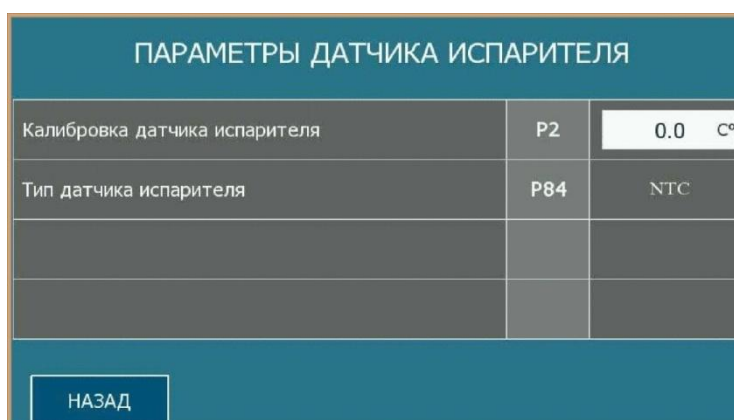 ПАРАМЕТРЫ ДАТЧИКА ИСПАРИТЕЛЯ
Калибровка датчика испарителя P2 0.0 C°
Тип датчика испарителя P84 NTC
НАЗАД